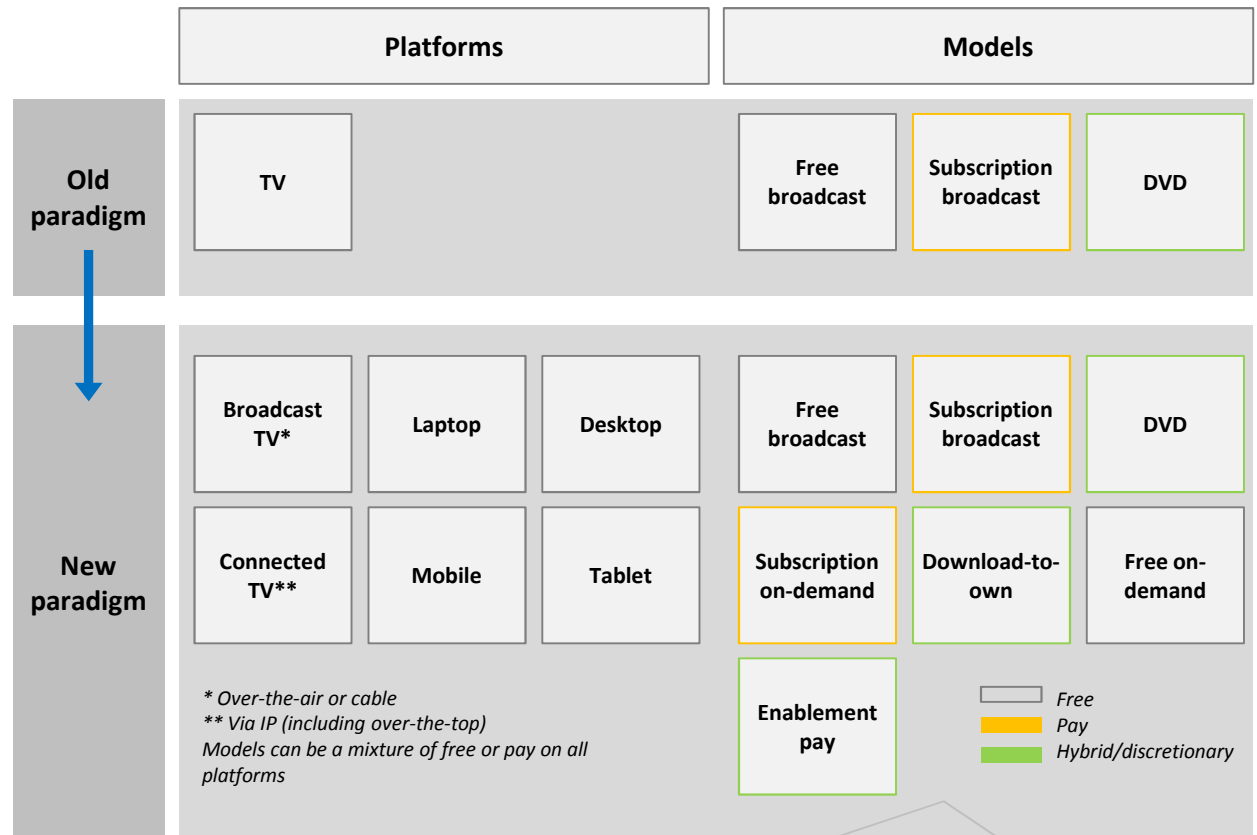 Platforms
Models
Old
paradigm
TV
Free
broadcast
Subscription
broadcast
DVD
New
paradigm
Broadcast
TV*
Laptop
Desktop
Free
broadcast
Subscription
broadcast
DVD
Connected
TV**
Mobile
Tablet
Subscription
on-demand
Download-to-
own
Free on-
demand
* Over-the-air or cable
** Via IP (including over-the-top)
Models can be a mixture of free or pay on all
platforms
Enablement
pay
Free
Pay
Hybrid/discretionary